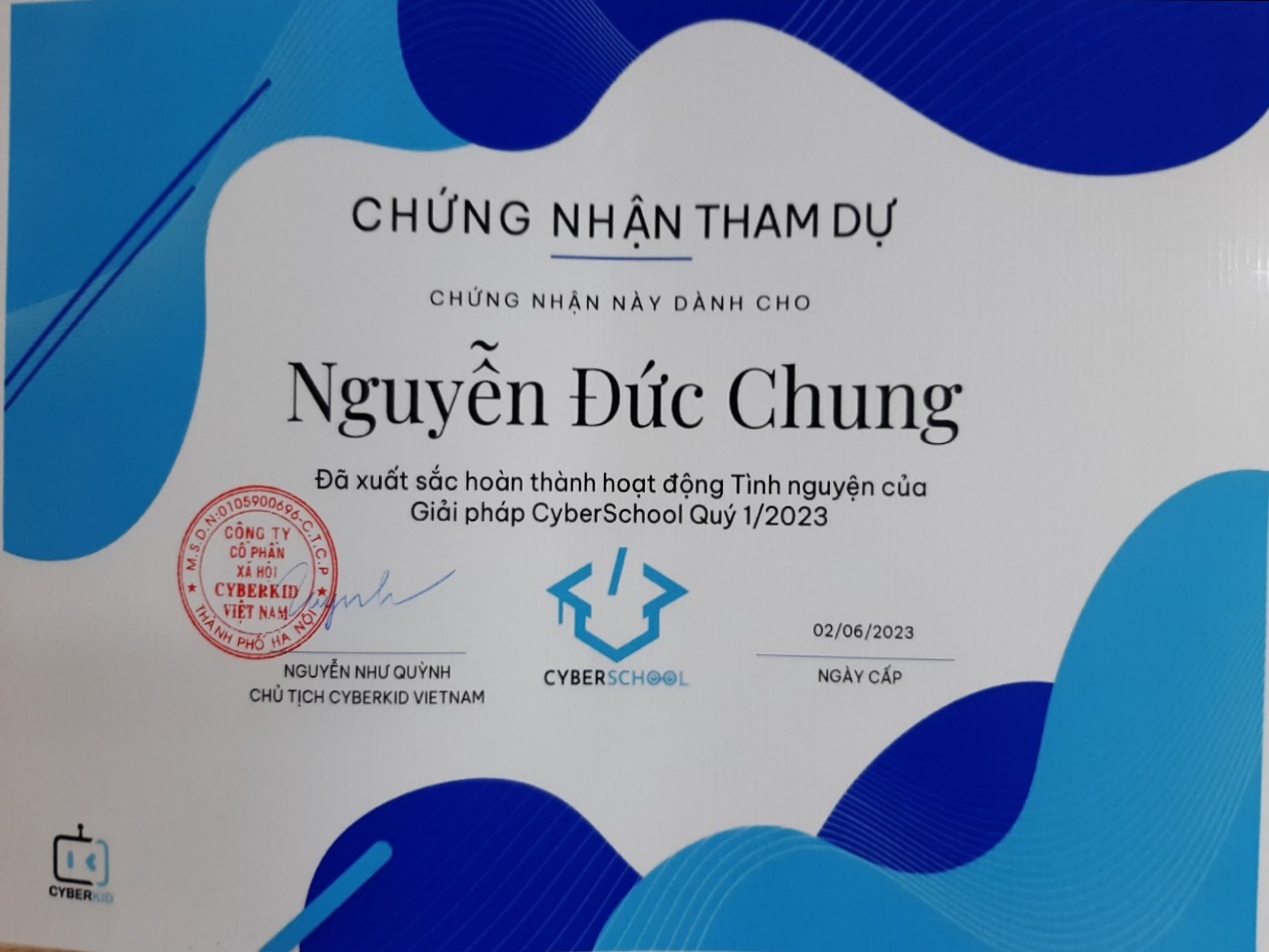 CHỨNG NHẬN THAM DỰ
CHỨNG NHẬN NÀY DÀNH CHO
Nguyễn Đức Chung
Đã xuất sắc hoàn thành hoạt động Tình nguyện của
Giải pháp CyberSchool Quý 1/2023
M.S.D.N:0105900696-C.T.C.P
CÔNG TY
CỔ PHẦN
XÃ HỘI
CYBERKID
VIỆT NAM
THÀNH PHỐ HÀ NỘI
Quynh
NGUYỄN NHƯ QUỲNH
CHỦ TỊCH CYBERKID VIETNAM
CYBERSCHOOL
02/06/2023
NGÀY CẤP
CYBERKID